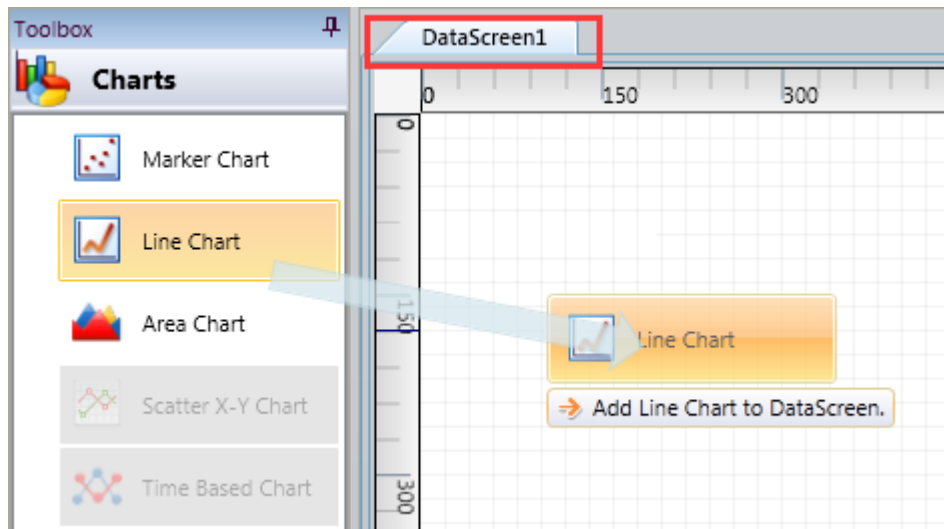 Toolbox
Charts
Marker Chart
Line Chart
Area Chart
Scatter X-Y Chart
Time Based Chart
DataScreen1
0 150 300
0
150
300
Line Chart
Add Line Chart to DataScreen.